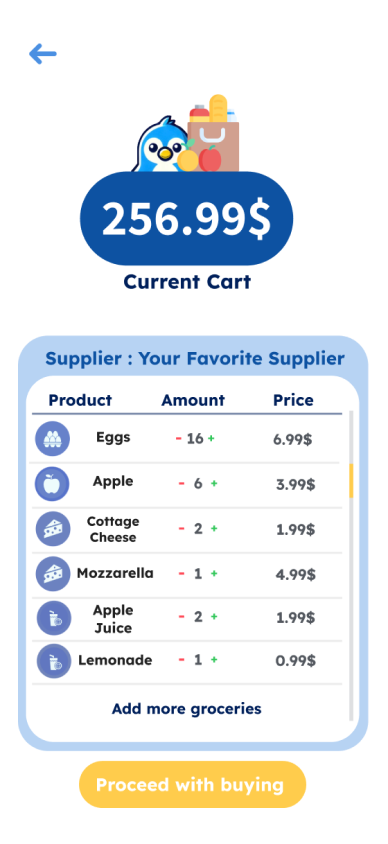 256.99$
Current Cart
Supplier : Your Favorite Supplier
Product Amount Price
Eggs - 16 + 6.99$
Apple - 6 + 3.99$
Cottage
Cheese - 2 + 1.99$
Mozzarella - 1 + 4.99$
Apple
Juice - 2 + 1.99$
Lemonade - 1 + 0.99$
Add more groceries
Proceed with buying